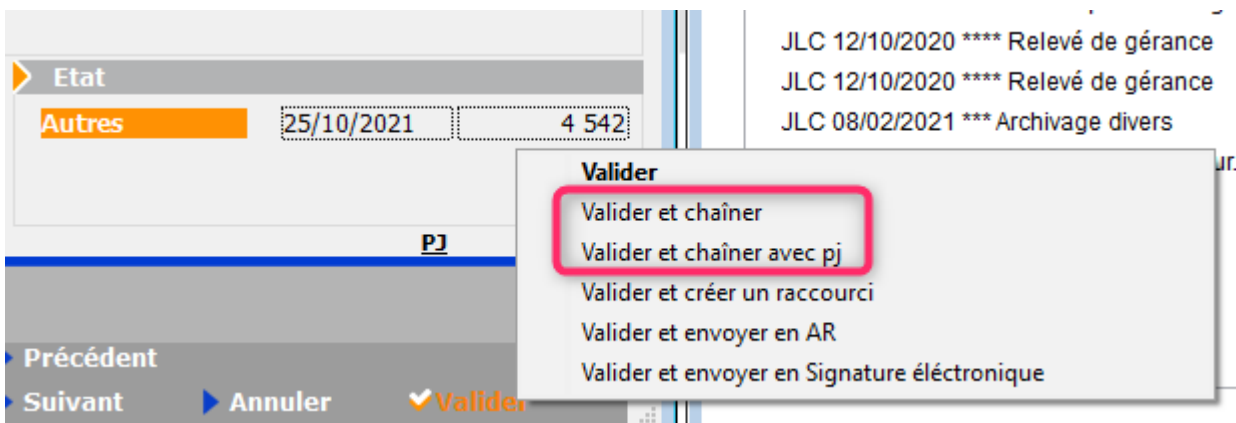 JLC 12/10/2020 **** Relevé de gérance
Etat
JLC 12/10/2020 **** Relevé de gérance
Autres 25/10/2021 4 542
JLC 08/02/2021 *** Archivage divers
Valider
Valider et chaîner
Valider et chaîner avec pj
Valider et créer un raccourci
Valider et envoyer en AR
Valider et envoyer en Signature éléctronique
PJ
Précédent
Suivant Annuler Valider